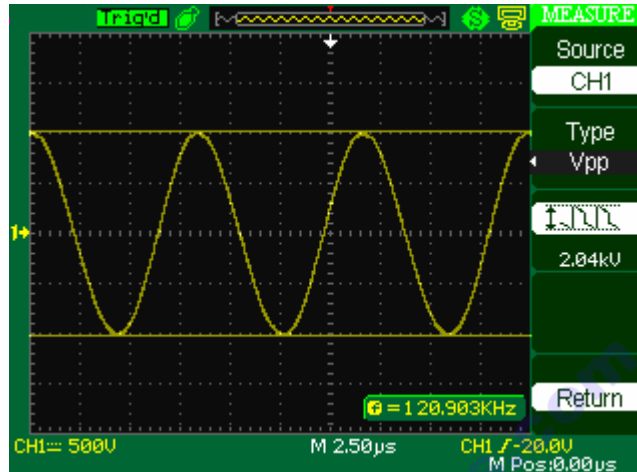 Trig'd
MEASURE
Source
CH1
Type
Vpp
2.04kV
Return
1
f=120.903KHz
CH1 500V M 2.50µs CH1 -20.0V
M Pos:0.00µs